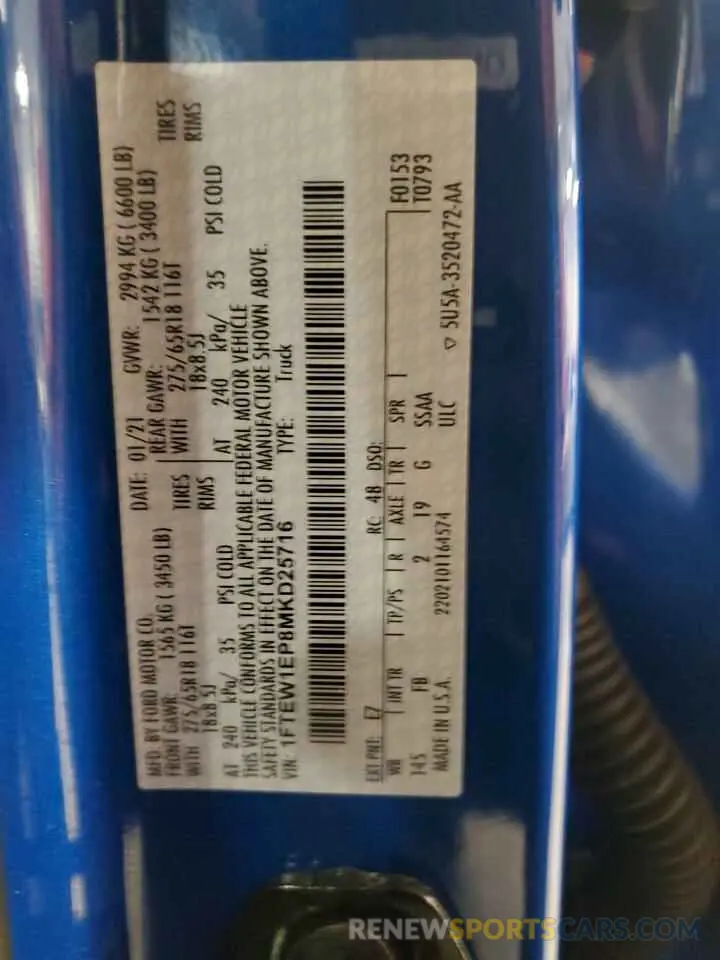 MFD. BY FORD MOTOR CO.
DATE: 01/21 GVWR: 2994 KG ( 6600 LB)
FRONT GAWR: 1565 KG ( 3450 LB) REAR GAWR: 1542 KG ( 3400 LB)
WITH 275/65R18 116T TIRES WITH 275/65R18 116T TIRES
18x8.5J RIMS 18x8.5J RIMS
AT 240 kPa/ 35 PSI COLD AT 240 kPa/ 35 PSI COLD
THIS VEHICLE CONFORMS TO ALL APPLICABLE FEDERAL MOTOR VEHICLE
SAFETY STANDARDS IN EFFECT ON THE DATE OF MANUFACTURE SHOWN ABOVE.
VIN: 1FTEW1EP8MKD25716 TYPE: Truck
EXT PNT: E7 RC: 48 DSO: F0153
WB INT TR TP/PS R AXLE TR SPR T0793
145 FB 2 19 G SSAA
MADE IN U.S.A. 2202101164574 ULC
▽ 5U5A-3520472-AA
RENEWSPORTSCARS.COM